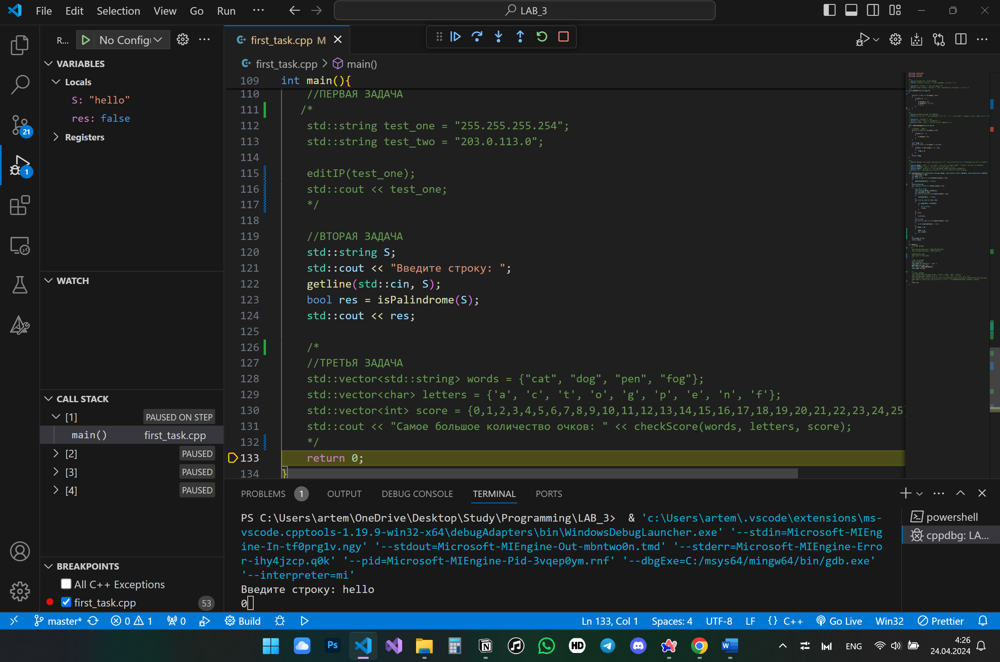 File Edit Selection View Go Run ··· LAB_3
R... No Config
first_task.cpp M
VARIABLES
Locals
S: "hello"
res: false
Registers
WATCH
CALL STACK
[1] PAUSED ON STEP
main() first_task.cpp
[2] PAUSED
[3] PAUSED
[4] PAUSED
BREAKPOINTS
All C++ Exceptions
first_task.cpp 53
21
1
first_task.cpp > main()
109 int main(){
110 //ПЕРВАЯ ЗАДАЧА
111 /*
112 std::string test_one = "255.255.255.254";
113 std::string test_two = "203.0.113.0";
114
115 editIP(test_one);
116 std::cout << test_one;
117 */
118
119 //ВТОРАЯ ЗАДАЧА
120 std::string S;
121 std::cout << "Введите строку: ";
122 getline(std::cin, S);
123 bool res = isPalindrome(S);
124 std::cout << res;
125
126 /*
127 //ТРЕТЬЯ ЗАДАЧА
128 std::vector<std::string> words = {"cat", "dog", "pen", "fog"};
129 std::vector<char> letters = {'a', 'c', 't', 'o', 'g', 'p', 'e', 'n', 'f'};
130 std::vector<int> score = {0,1,2,3,4,5,6,7,8,9,10,11,12,13,14,15,16,17,18,19,20,21,22,23,24,25
131 std::cout << "Самое большое количество очков: " << checkScore(words, letters, score);
132 */
133 return 0;
134 }
PROBLEMS 1 OUTPUT DEBUG CONSOLE TERMINAL PORTS
PS C:\Users\artem\OneDrive\Desktop\Study\Programming\LAB_3> & 'c:\Users\artem\.vscode\extensions\ms-
vscode.cpptools-1.19.9-win32-x64\debugAdapters\bin\WindowsDebugLauncher.exe' '--stdin=Microsoft-MIEng
ine-In-tf0prg1v.ngy' '--stdout=Microsoft-MIEngine-Out-mbntwo0n.tmd' '--stderr=Microsoft-MIEngine-Erro
r-ihy4jzcp.q0k' '--pid=Microsoft-MIEngine-Pid-3vqep0ym.rnf' '--dbgExe=C:/msys64/mingw64/bin/gdb.exe'
'--interpreter=mi'
Введите строку: hello
0
powershell
cppdbg: LA...
master* 0 1 0 Build Ln 133, Col 1 Spaces: 4 UTF-8 LF {} C++ Go Live Win32 Prettier
Ps HD W ENG 4:26
24.04.2024